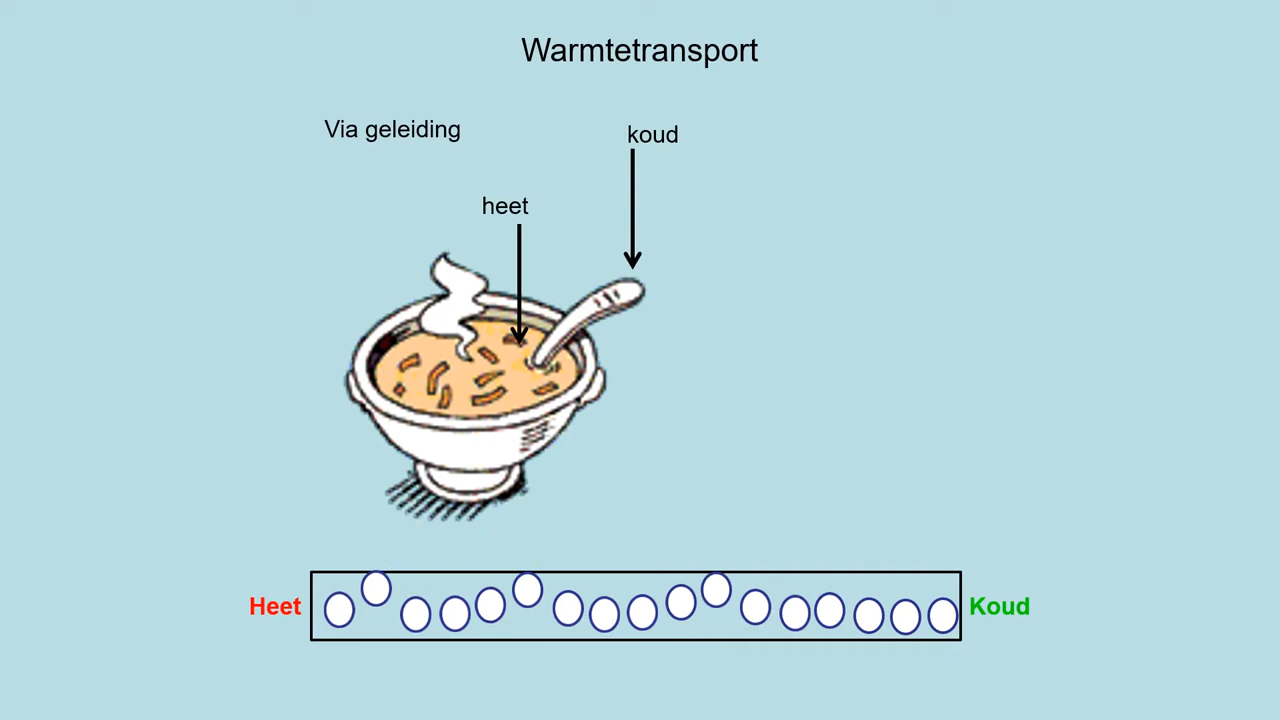 Warmtetransport
Via geleiding
koud
heet
Heet
Koud